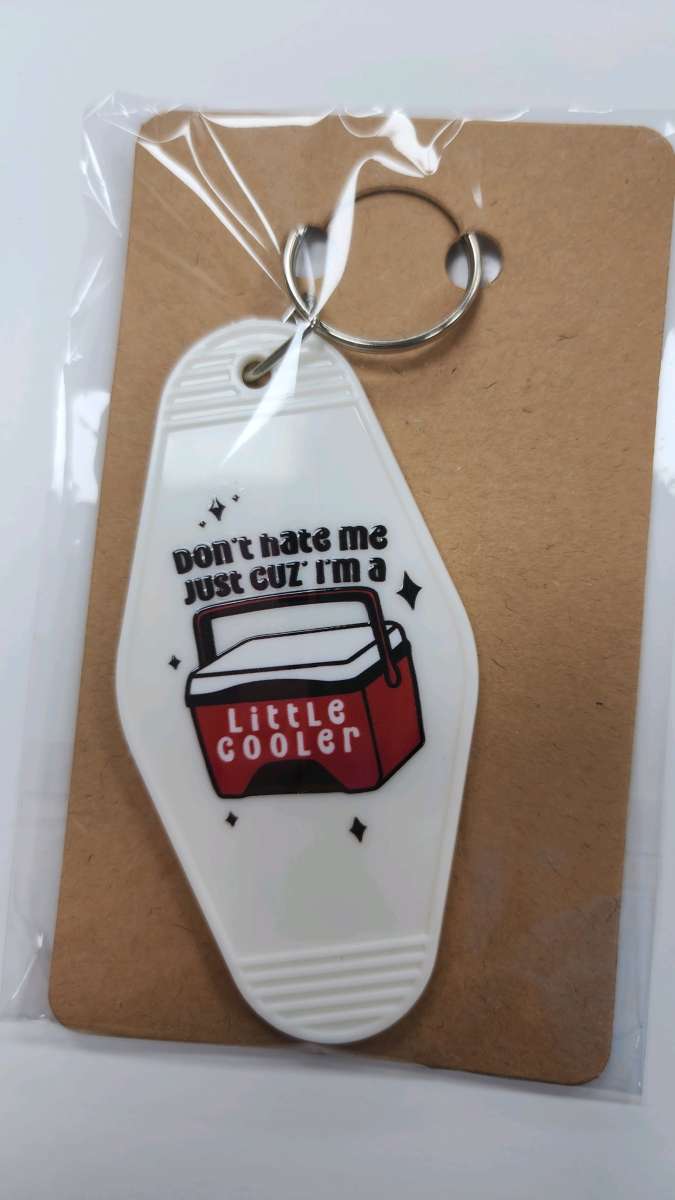 Don't hate me
Just cuz' I'm a
Little
cooler